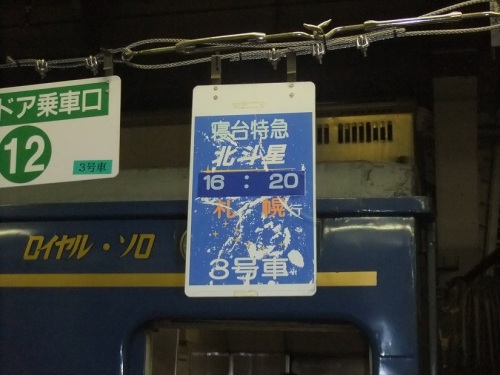 ドア乗車口
12
3号車
寝台特急
北斗星
16:20
札幌行
3号車
ロイヤル・ソロ